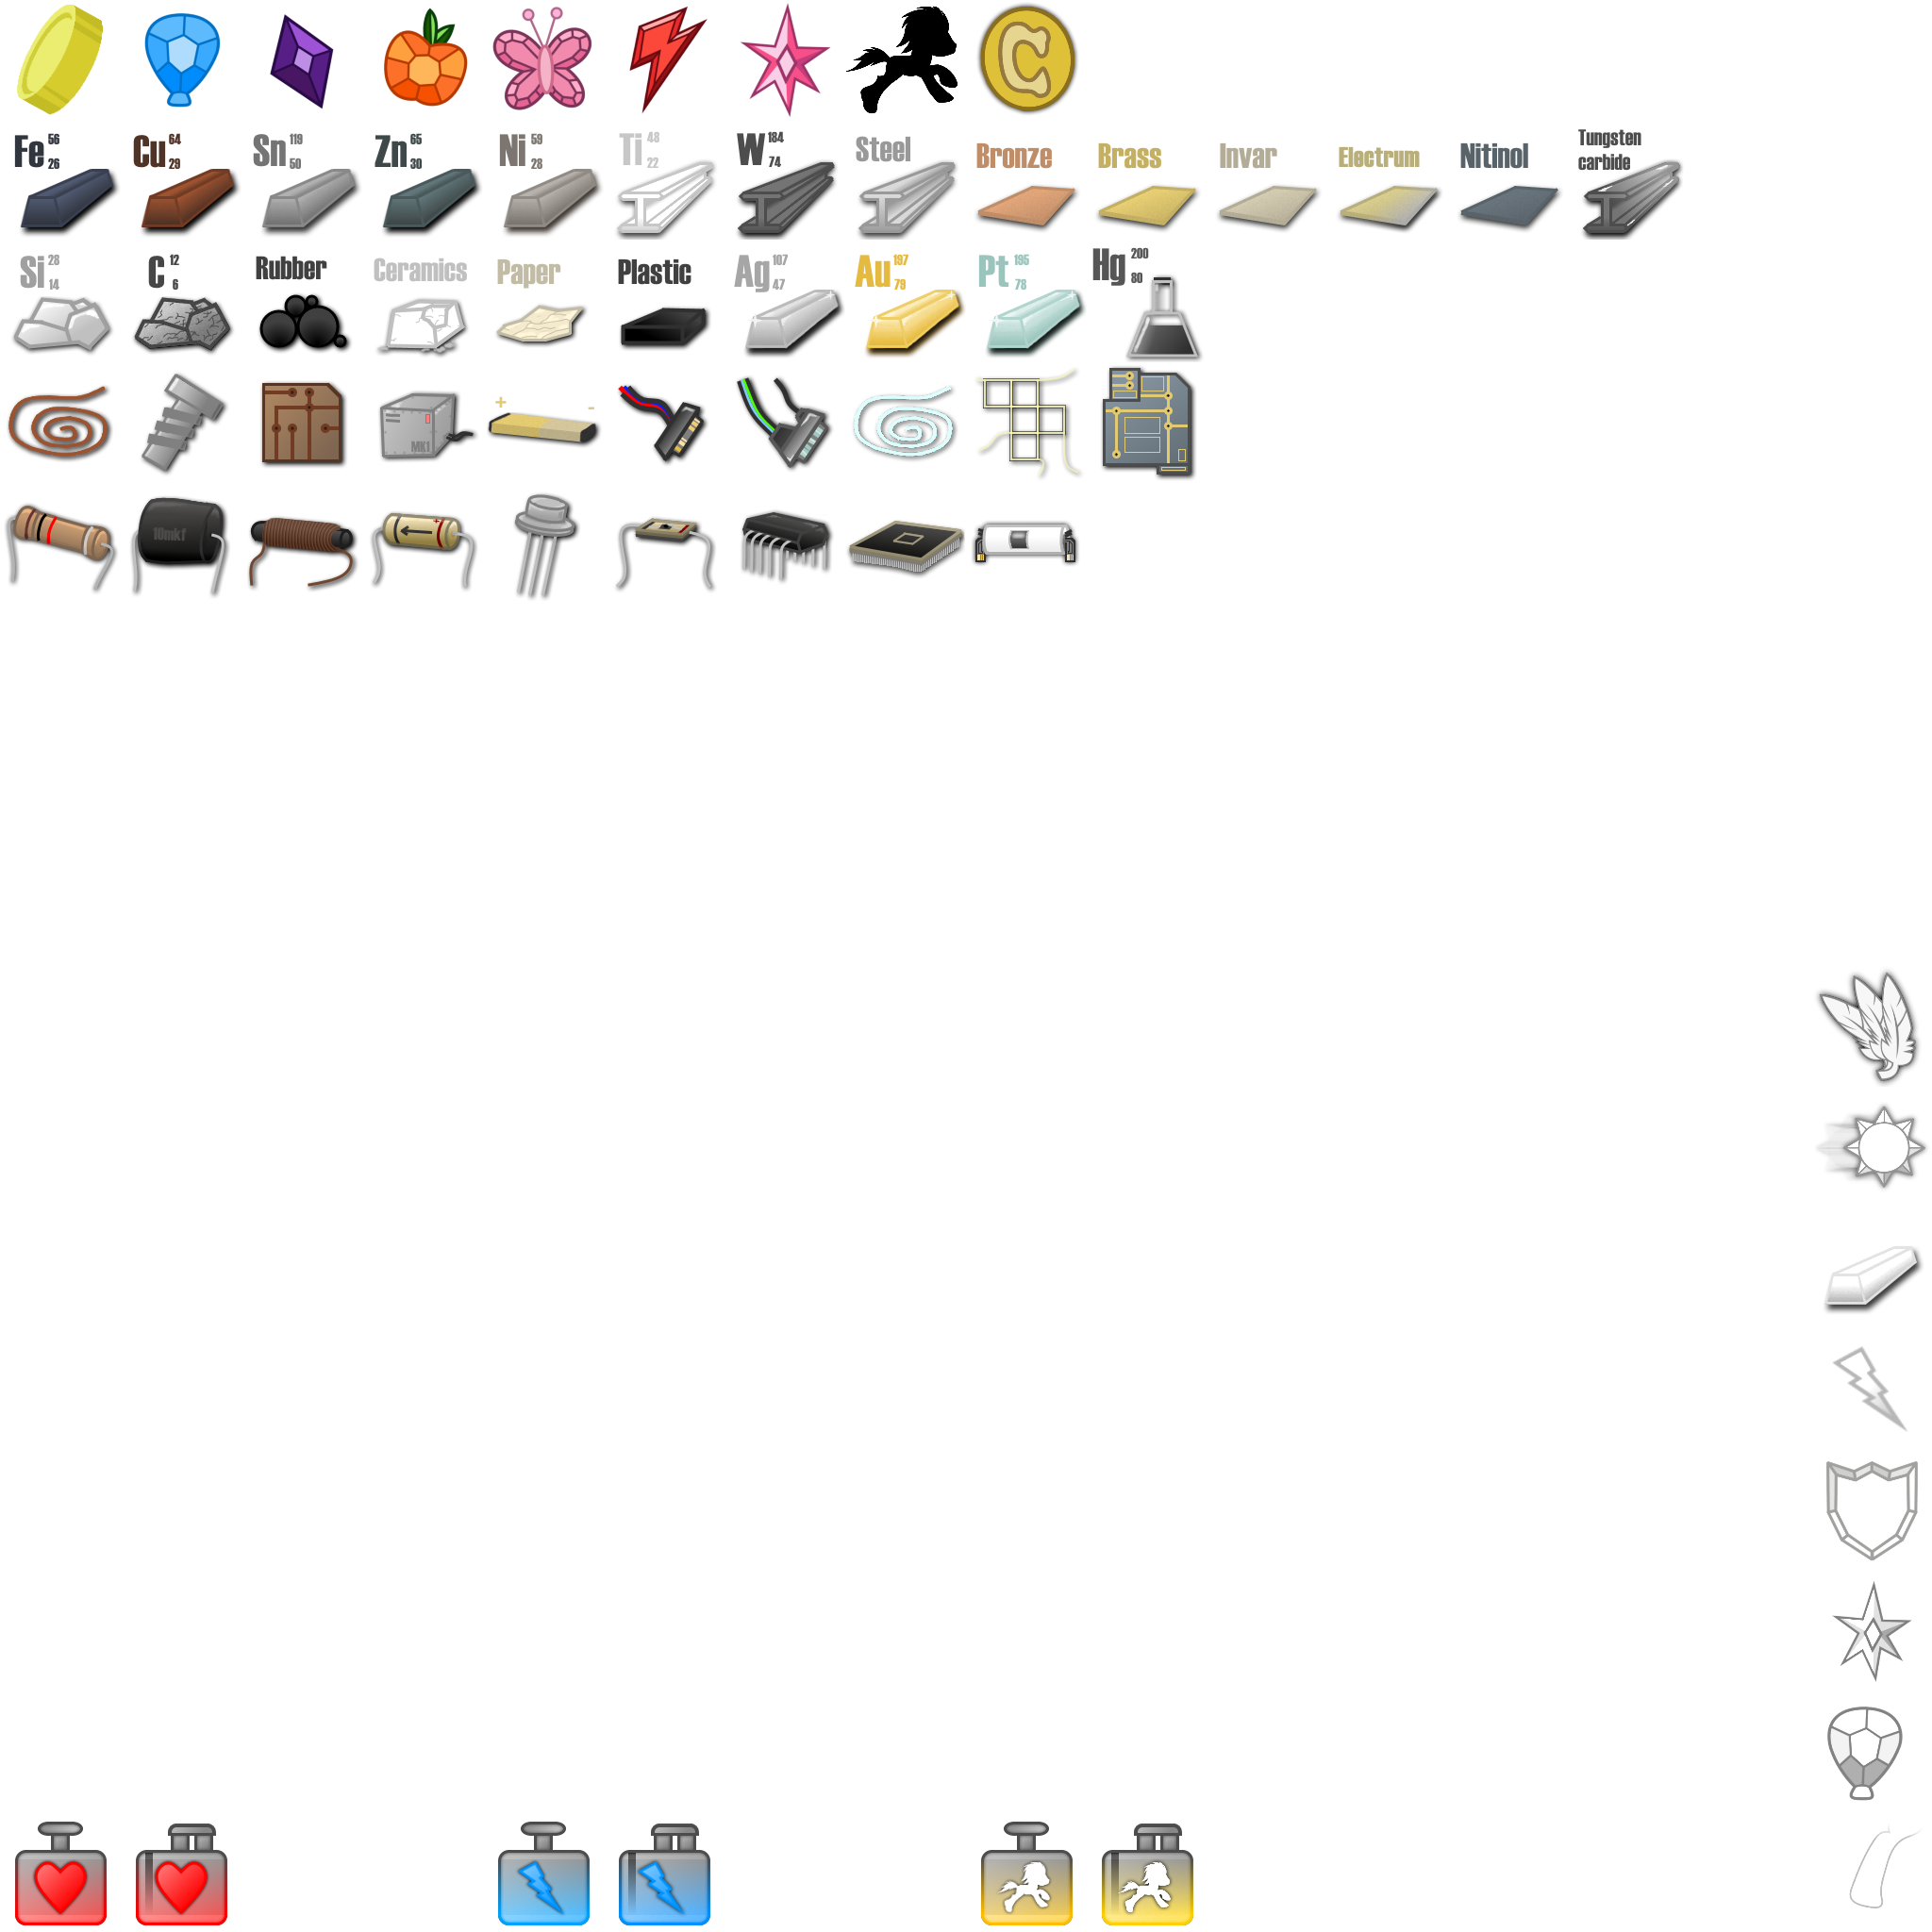 C
Fe 56 26 Cu 64 29 Sn 119 50 Zn 65 30 Ni 59 28 Ti 48 22 W 184 74 Steel Bronze Brass Invar Electrum Nitinol Tungsten
carbide
Si 28 14 C 12 6 Rubber Ceramics Paper Plastic Ag 107 47 Au 197 79 Pt 195 78 Hg 200 80
MK1 + -
10mkf